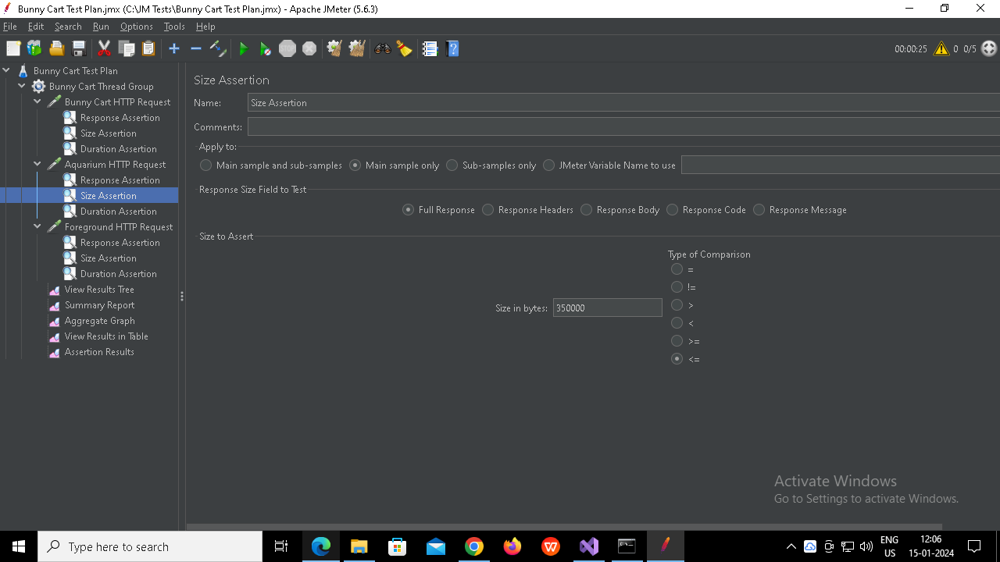 Bunny Cart Test Plan.jmx (C:\JM Tests\Bunny Cart Test Plan.jmx) - Apache JMeter (5.6.3)
File Edit Search Run Options Tools Help
STOP
00:00:25 0 0/5
Bunny Cart Test Plan
Bunny Cart Thread Group
Bunny Cart HTTP Request
Response Assertion
Size Assertion
Duration Assertion
Aquarium HTTP Request
Response Assertion
Size Assertion
Duration Assertion
Foreground HTTP Request
Response Assertion
Size Assertion
Duration Assertion
View Results Tree
Summary Report
Aggregate Graph
View Results in Table
Assertion Results
Size Assertion
Name: Size Assertion
Comments:
Apply to:
Main sample and sub-samples Main sample only Sub-samples only JMeter Variable Name to use
Response Size Field to Test
Full Response Response Headers Response Body Response Code Response Message
Size to Assert
Type of Comparison
=
!=
>
Size in bytes: 350000
<
>=
<=
Activate Windows
Go to Settings to activate Windows.
Type here to search
ENG
US
12:06
15-01-2024